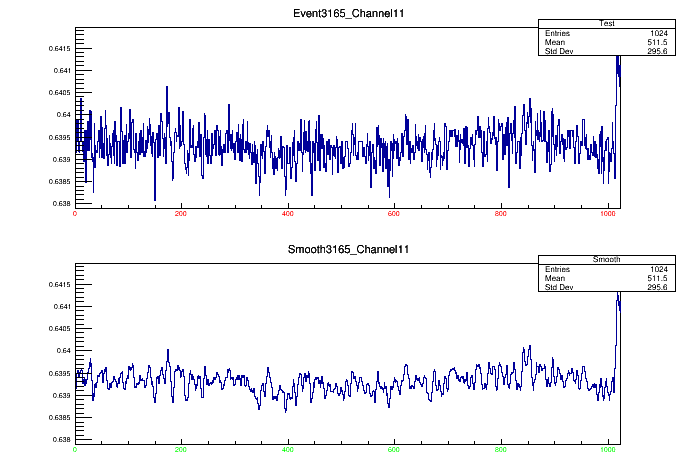 Event3165_Channel11
Test
Entries 1024
Mean 511.5
Std Dev 295.6
0.6415
0.641
0.6405
0.64
0.6395
0.639
0.6385
0.638
0 200 400 600 800 1000
Smooth3165_Channel11
Smooth
Entries 1024
Mean 511.5
Std Dev 295.6
0.6415
0.641
0.6405
0.64
0.6395
0.639
0.6385
0.638
0 200 400 600 800 1000